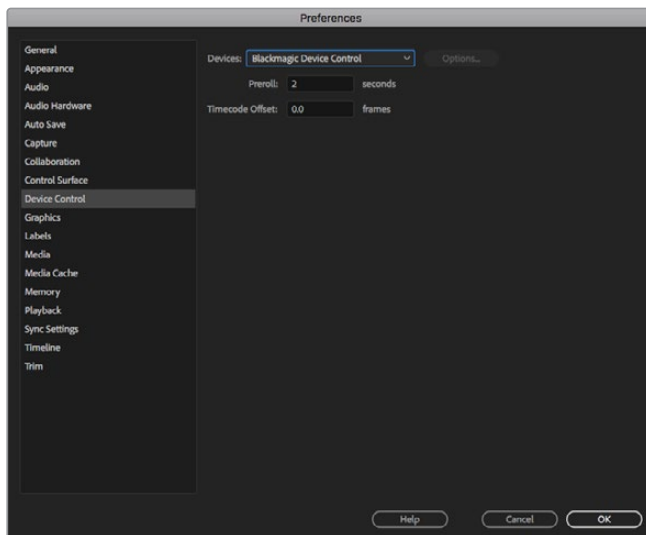 Preferences
General
Appearance
Audio
Audio Hardware
Auto Save
Capture
Collaboration
Control Surface
Device Control
Graphics
Labels
Media
Media Cache
Memory
Playback
Sync Settings
Timeline
Trim
Devices: Blackmagic Device Control Options...
Preroll: 2 seconds
Timecode Offset: 0.0 frames
Help Cancel OK